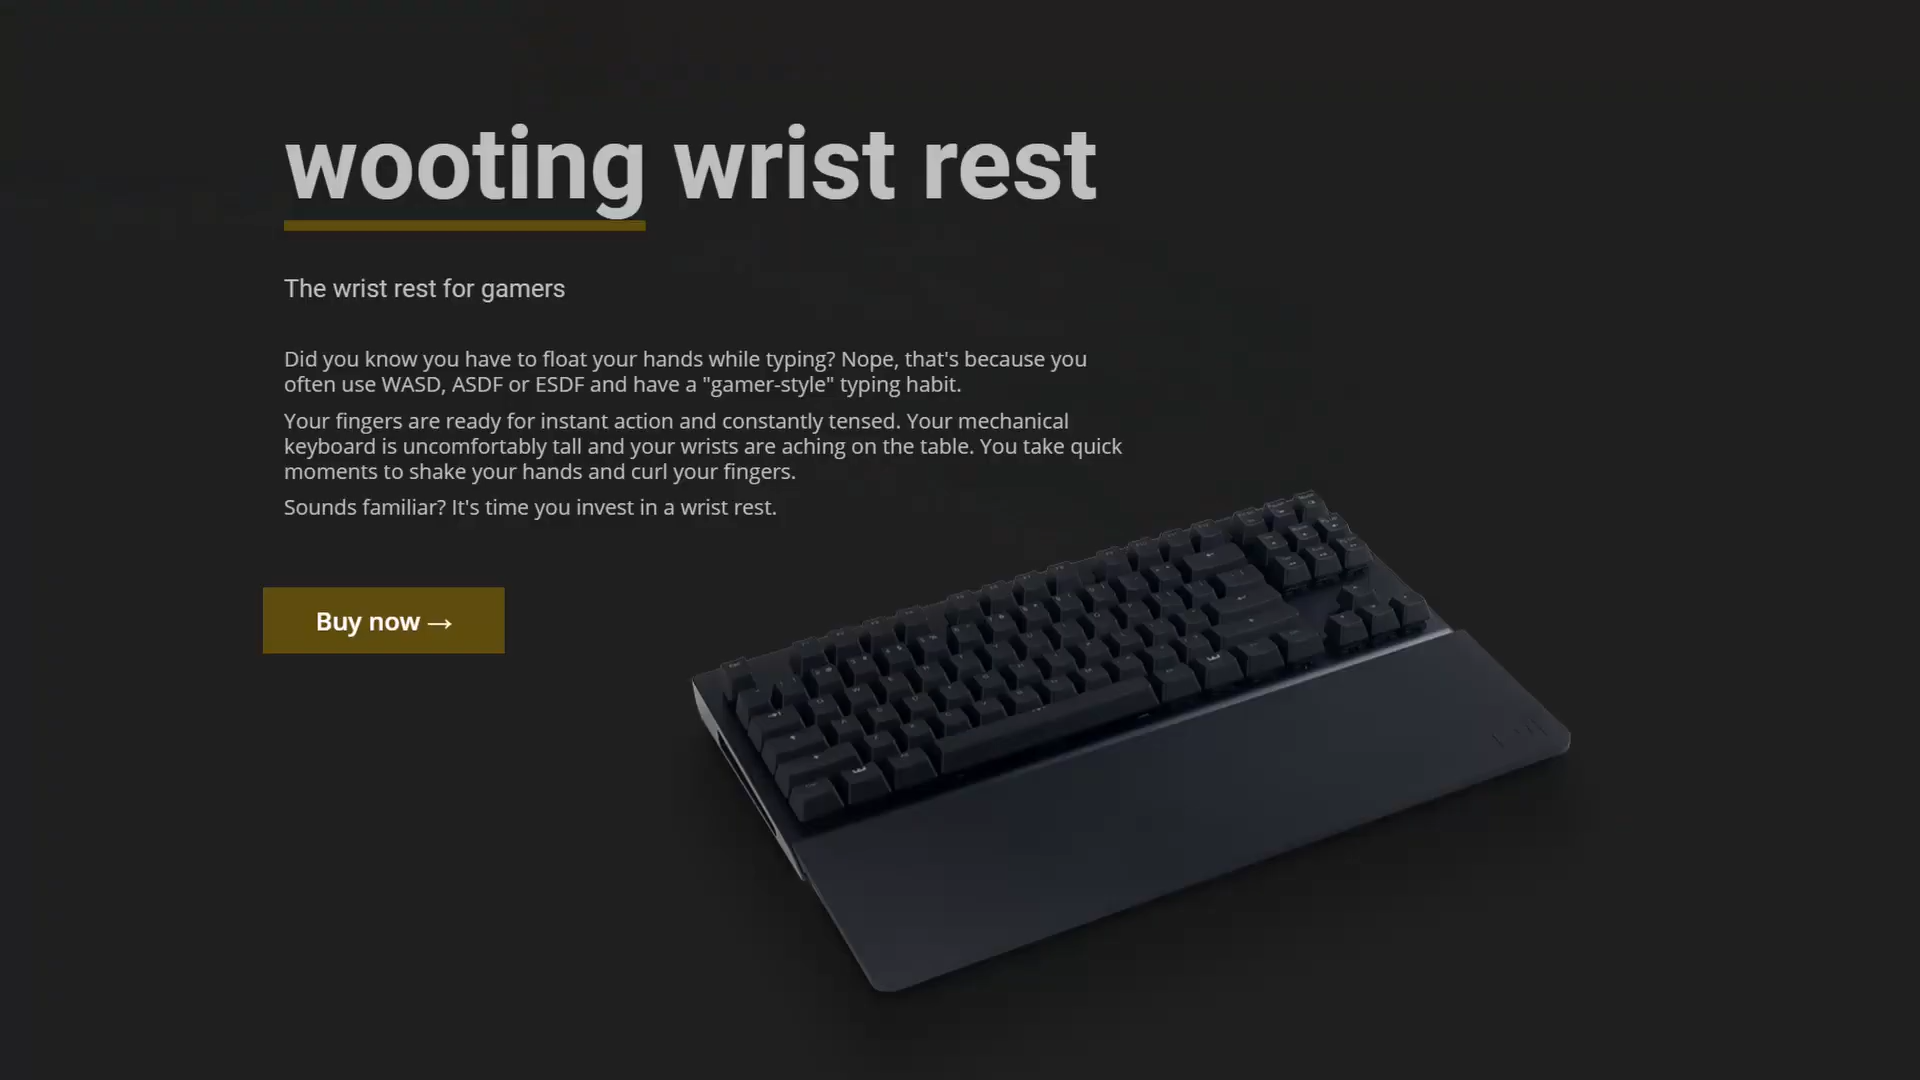 wooting wrist rest
The wrist rest for gamers
Did you know you have to float your hands while typing? Nope, that's because you
often use WASD, ASDF or ESDF and have a "gamer-style" typing habit.
Your fingers are ready for instant action and constantly tensed. Your mechanical
keyboard is uncomfortably tall and your wrists are aching on the table. You take quick
moments to shake your hands and curl your fingers.
Sounds familiar? It's time you invest in a wrist rest.
Buy now →